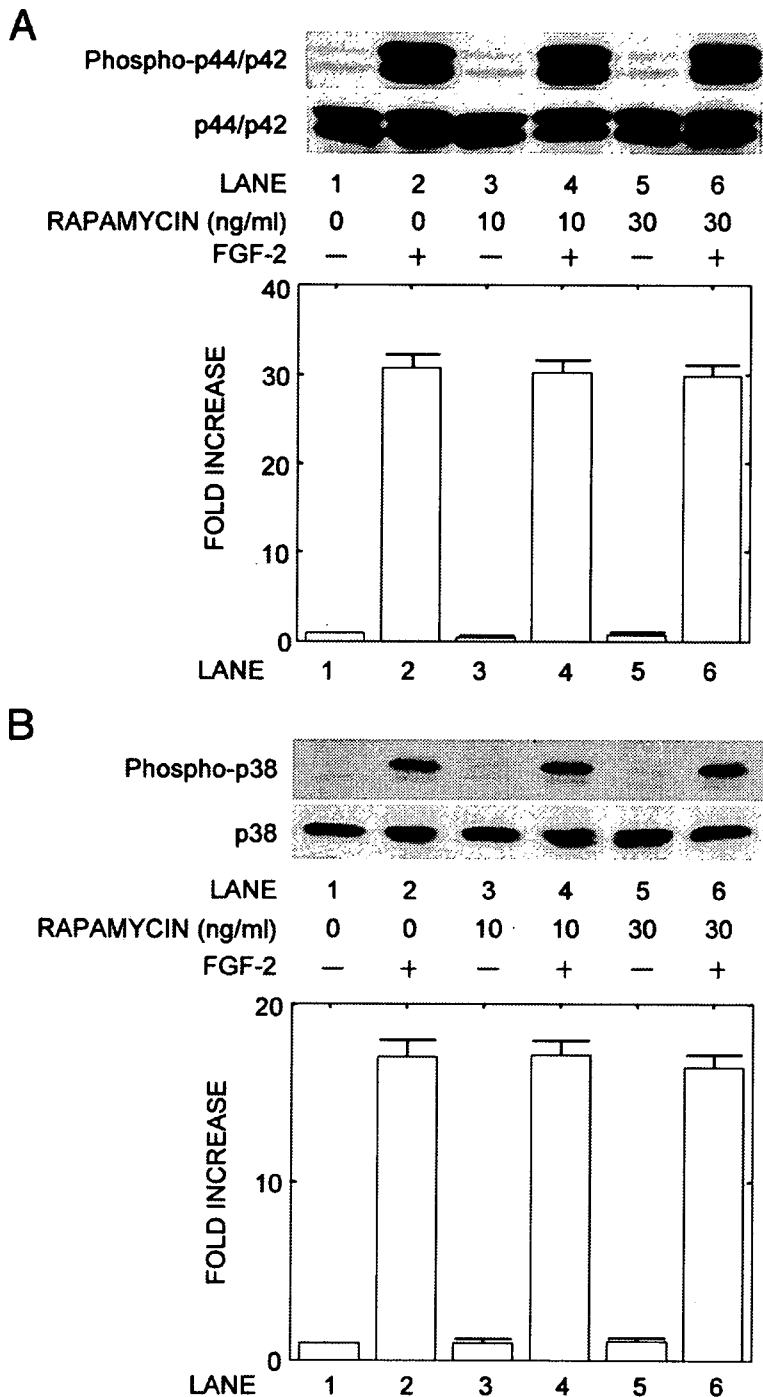 A
Phospho-p44/p42
p44/p42
LANE 1 2 3 4 5 6
RAPAMYCIN (ng/ml) 0 0 10 10 30 30
FGF-2 — + — + — +
40
30
20
10
0
FOLD INCREASE
LANE 1 2 3 4 5 6
B
Phospho-p38
p38
LANE 1 2 3 4 5 6
RAPAMYCIN (ng/ml) 0 0 10 10 30 30
FGF-2 — + — + — +
20
10
0
FOLD INCREASE
LANE 1 2 3 4 5 6